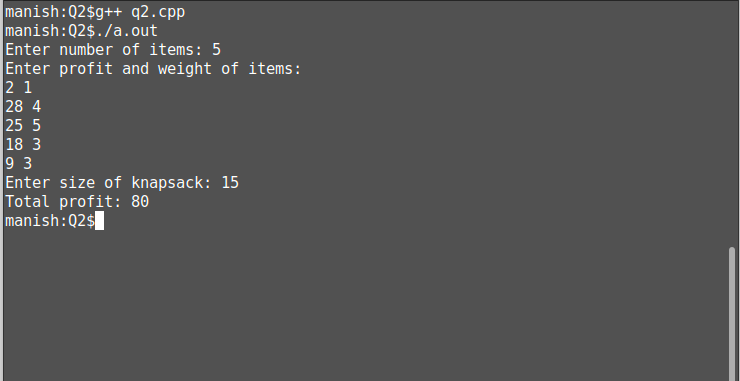 manish:Q2$g++ q2.cpp
manish:Q2$./a.out
Enter number of items: 5
Enter profit and weight of items:
2 1
28 4
25 5
18 3
9 3
Enter size of knapsack: 15
Total profit: 80
manish:Q2$